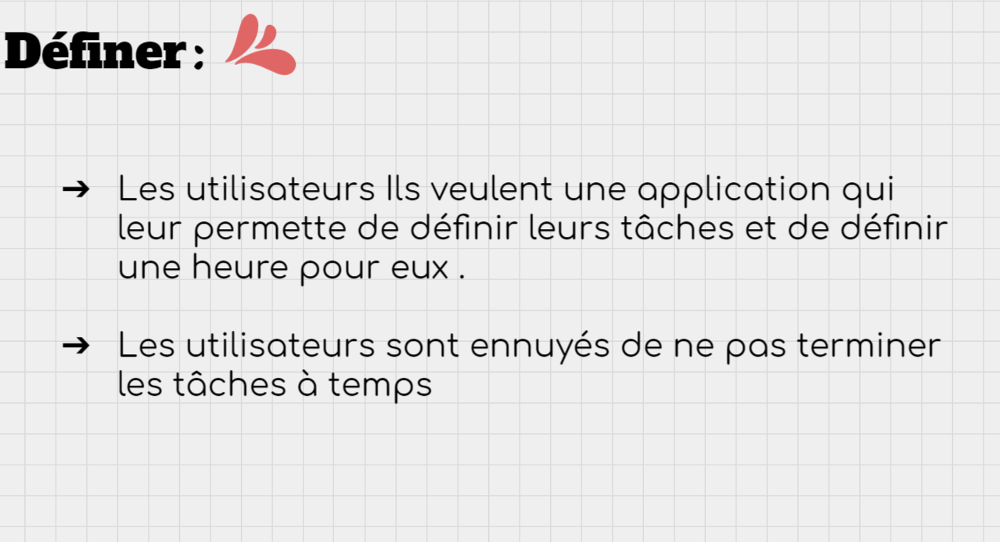 Définer :
➔ Les utilisateurs Ils veulent une application qui
leur permette de définir leurs tâches et de définir
une heure pour eux .
➔ Les utilisateurs sont ennuyés de ne pas terminer
les tâches à temps